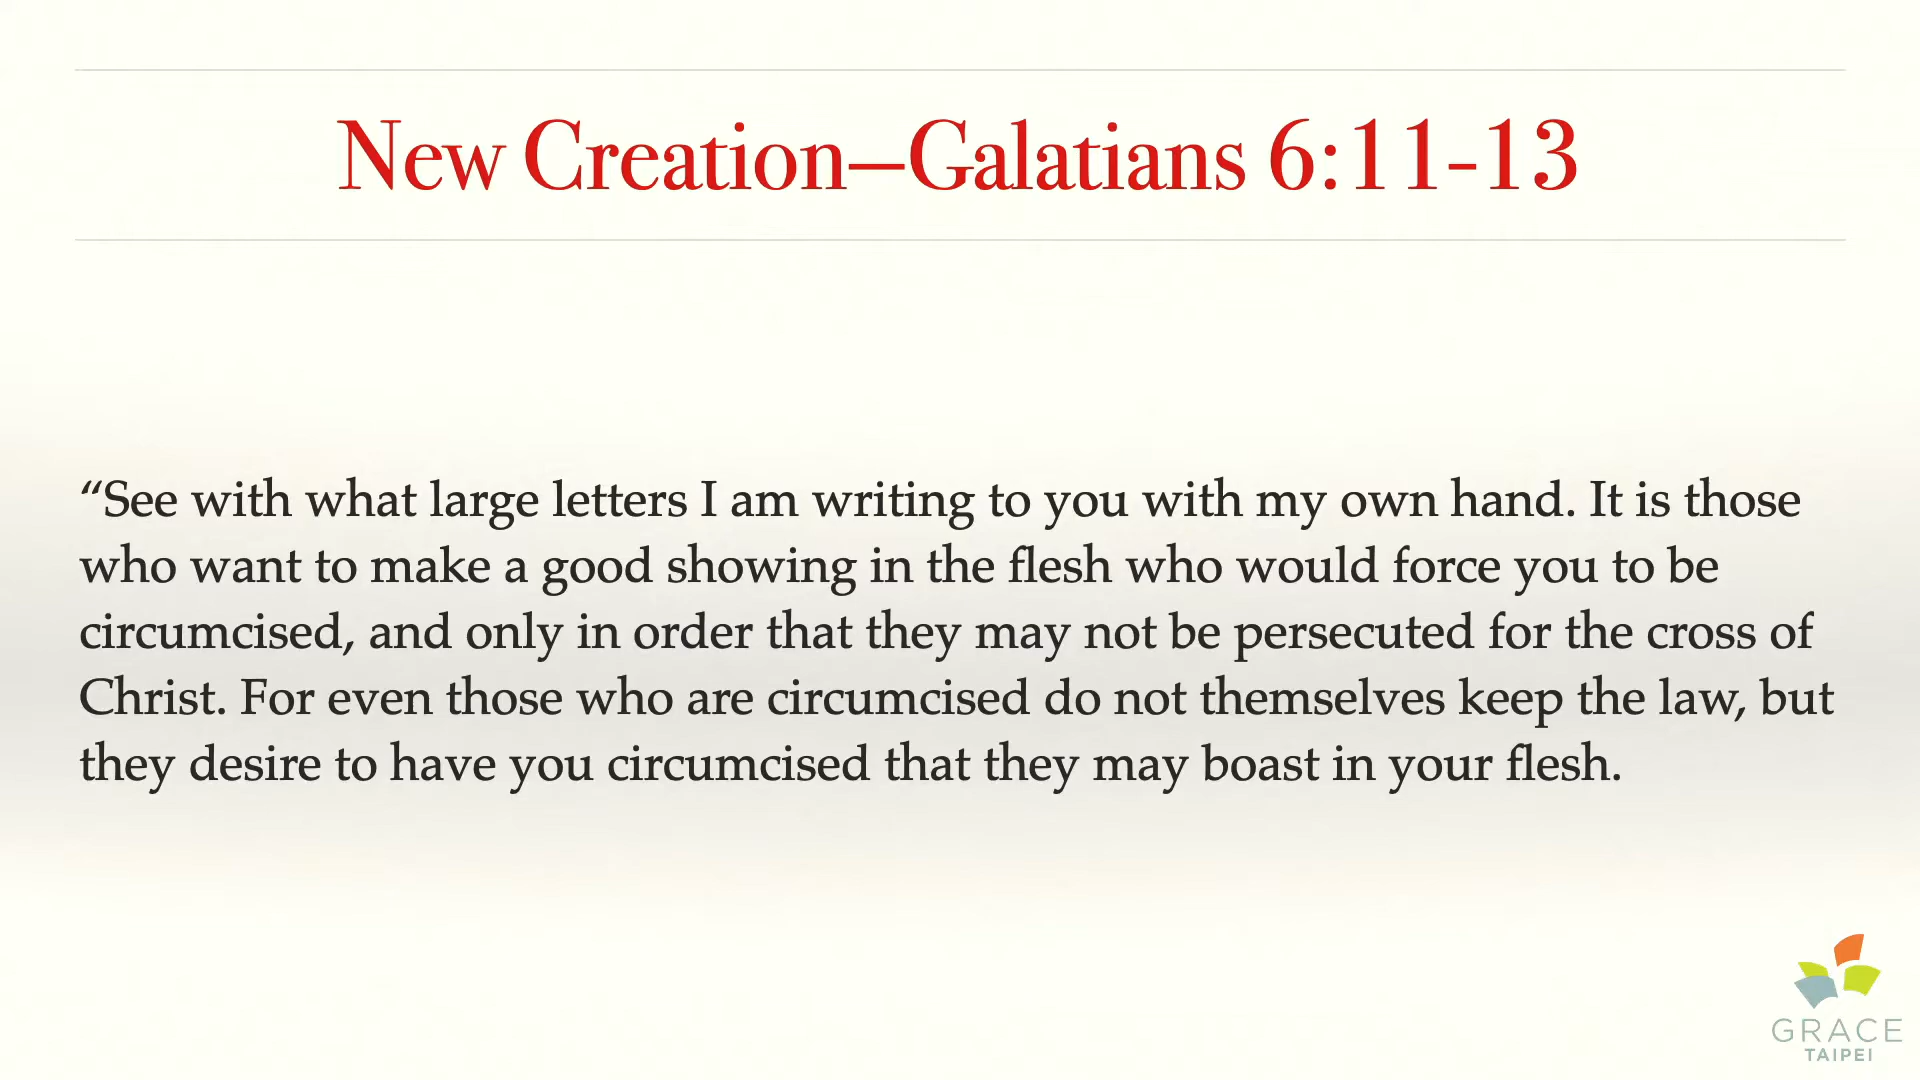 New Creation—Galatians 6:11-13
“See with what large letters I am writing to you with my own hand. It is those
who want to make a good showing in the flesh who would force you to be
circumcised, and only in order that they may not be persecuted for the cross of
Christ. For even those who are circumcised do not themselves keep the law, but
they desire to have you circumcised that they may boast in your flesh.
GRACE
TAIPEI